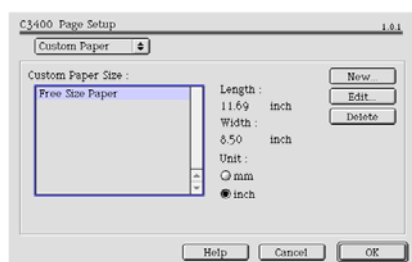 C3400 Page Setup
1.0.1
Custom Paper
Custom Paper Size :
Free Size Paper
Length :
11.69 inch
Width :
8.50 inch
Unit :
mm
inch
New...
Edit...
Delete
Help
Cancel
OK